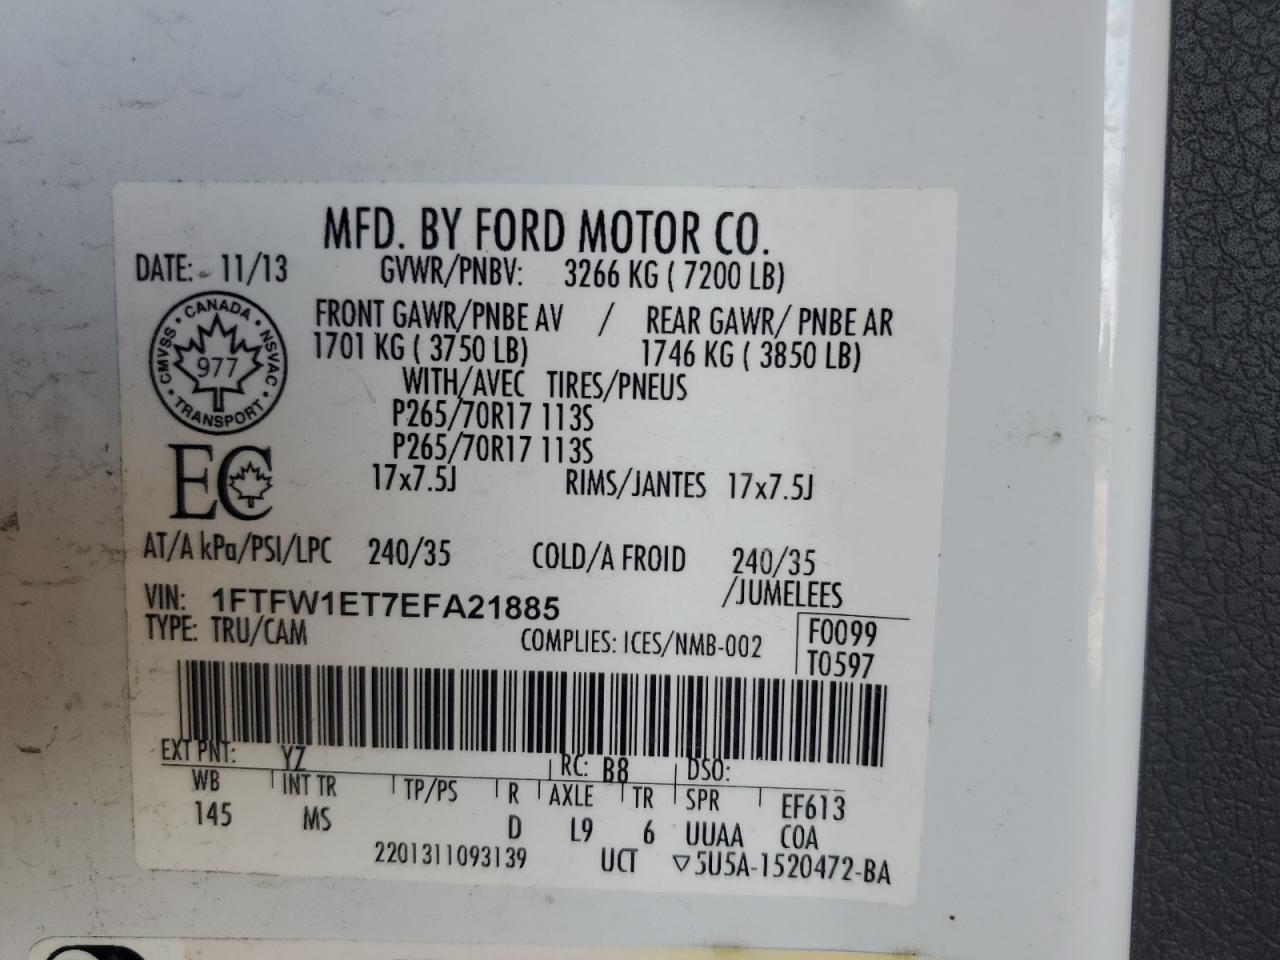 MFD. BY FORD MOTOR CO.
DATE: 11/13 GVWR/PNBV: 3266 KG ( 7200 LB)
FRONT GAWR/PNBE AV / REAR GAWR/ PNBE AR
1701 KG ( 3750 LB) 1746 KG ( 3850 LB)
WITH/AVEC TIRES/PNEUS
P265/70R17 113S
P265/70R17 113S
17x7.5J RIMS/JANTES 17x7.5J
CANADA • NSVAC • TRANSPORT • CMVSS •
977
EC
AT/A kPa/PSI/LPC 240/35 COLD/A FROID 240/35
/JUMELEES
VIN: 1FTFW1ET7EFA21885
TYPE: TRU/CAM COMPLIES: ICES/NMB-002
F0099
T0597
EXT PNT: YZ RC: B8 DSO:
WB INT TR TP/PS R AXLE TR SPR EF613
145 MS D L9 6 UUAA COA
2201311093139 UCT ▽5U5A-1520472-BA